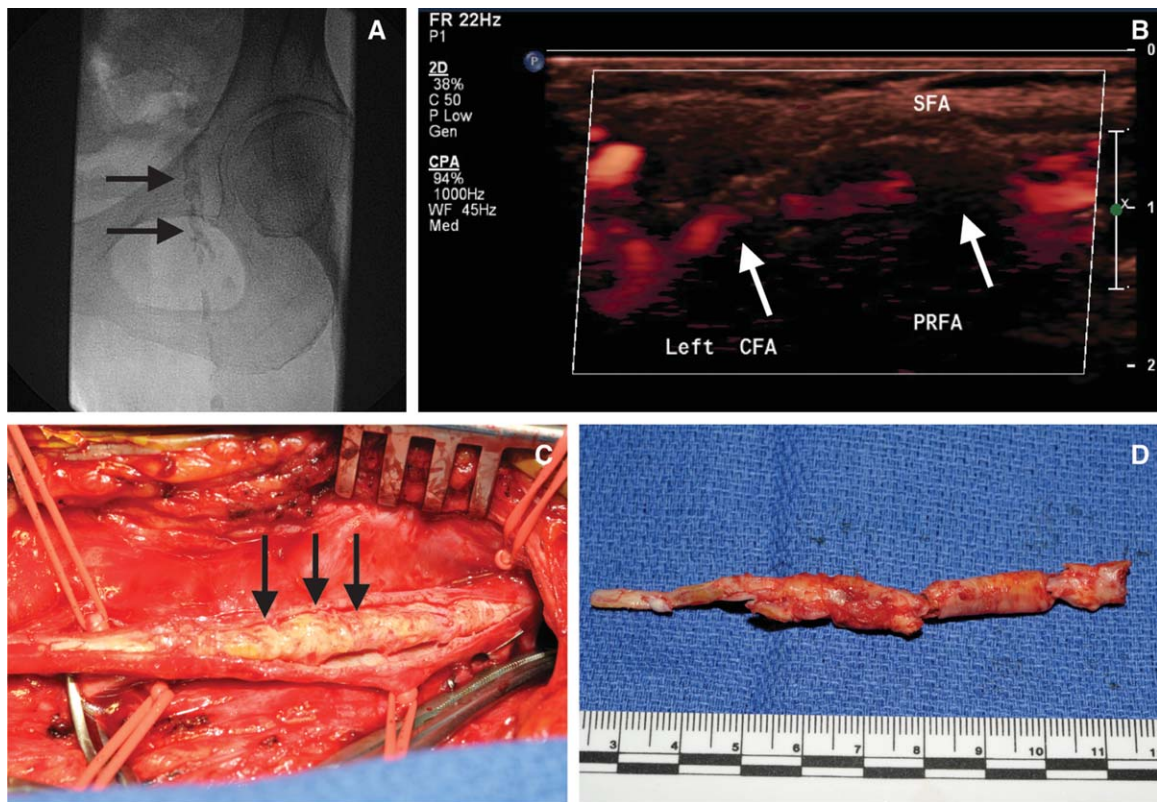 A
FR 22Hz
P1
2D
38%
C 50
P Low
Gen
CPA
94%
1000Hz
WF 45Hz
Med
P
B
0
SFA
x
1
PRFA
Left CFA
2
C
D
3 4 5 6 7 8 9 10 11